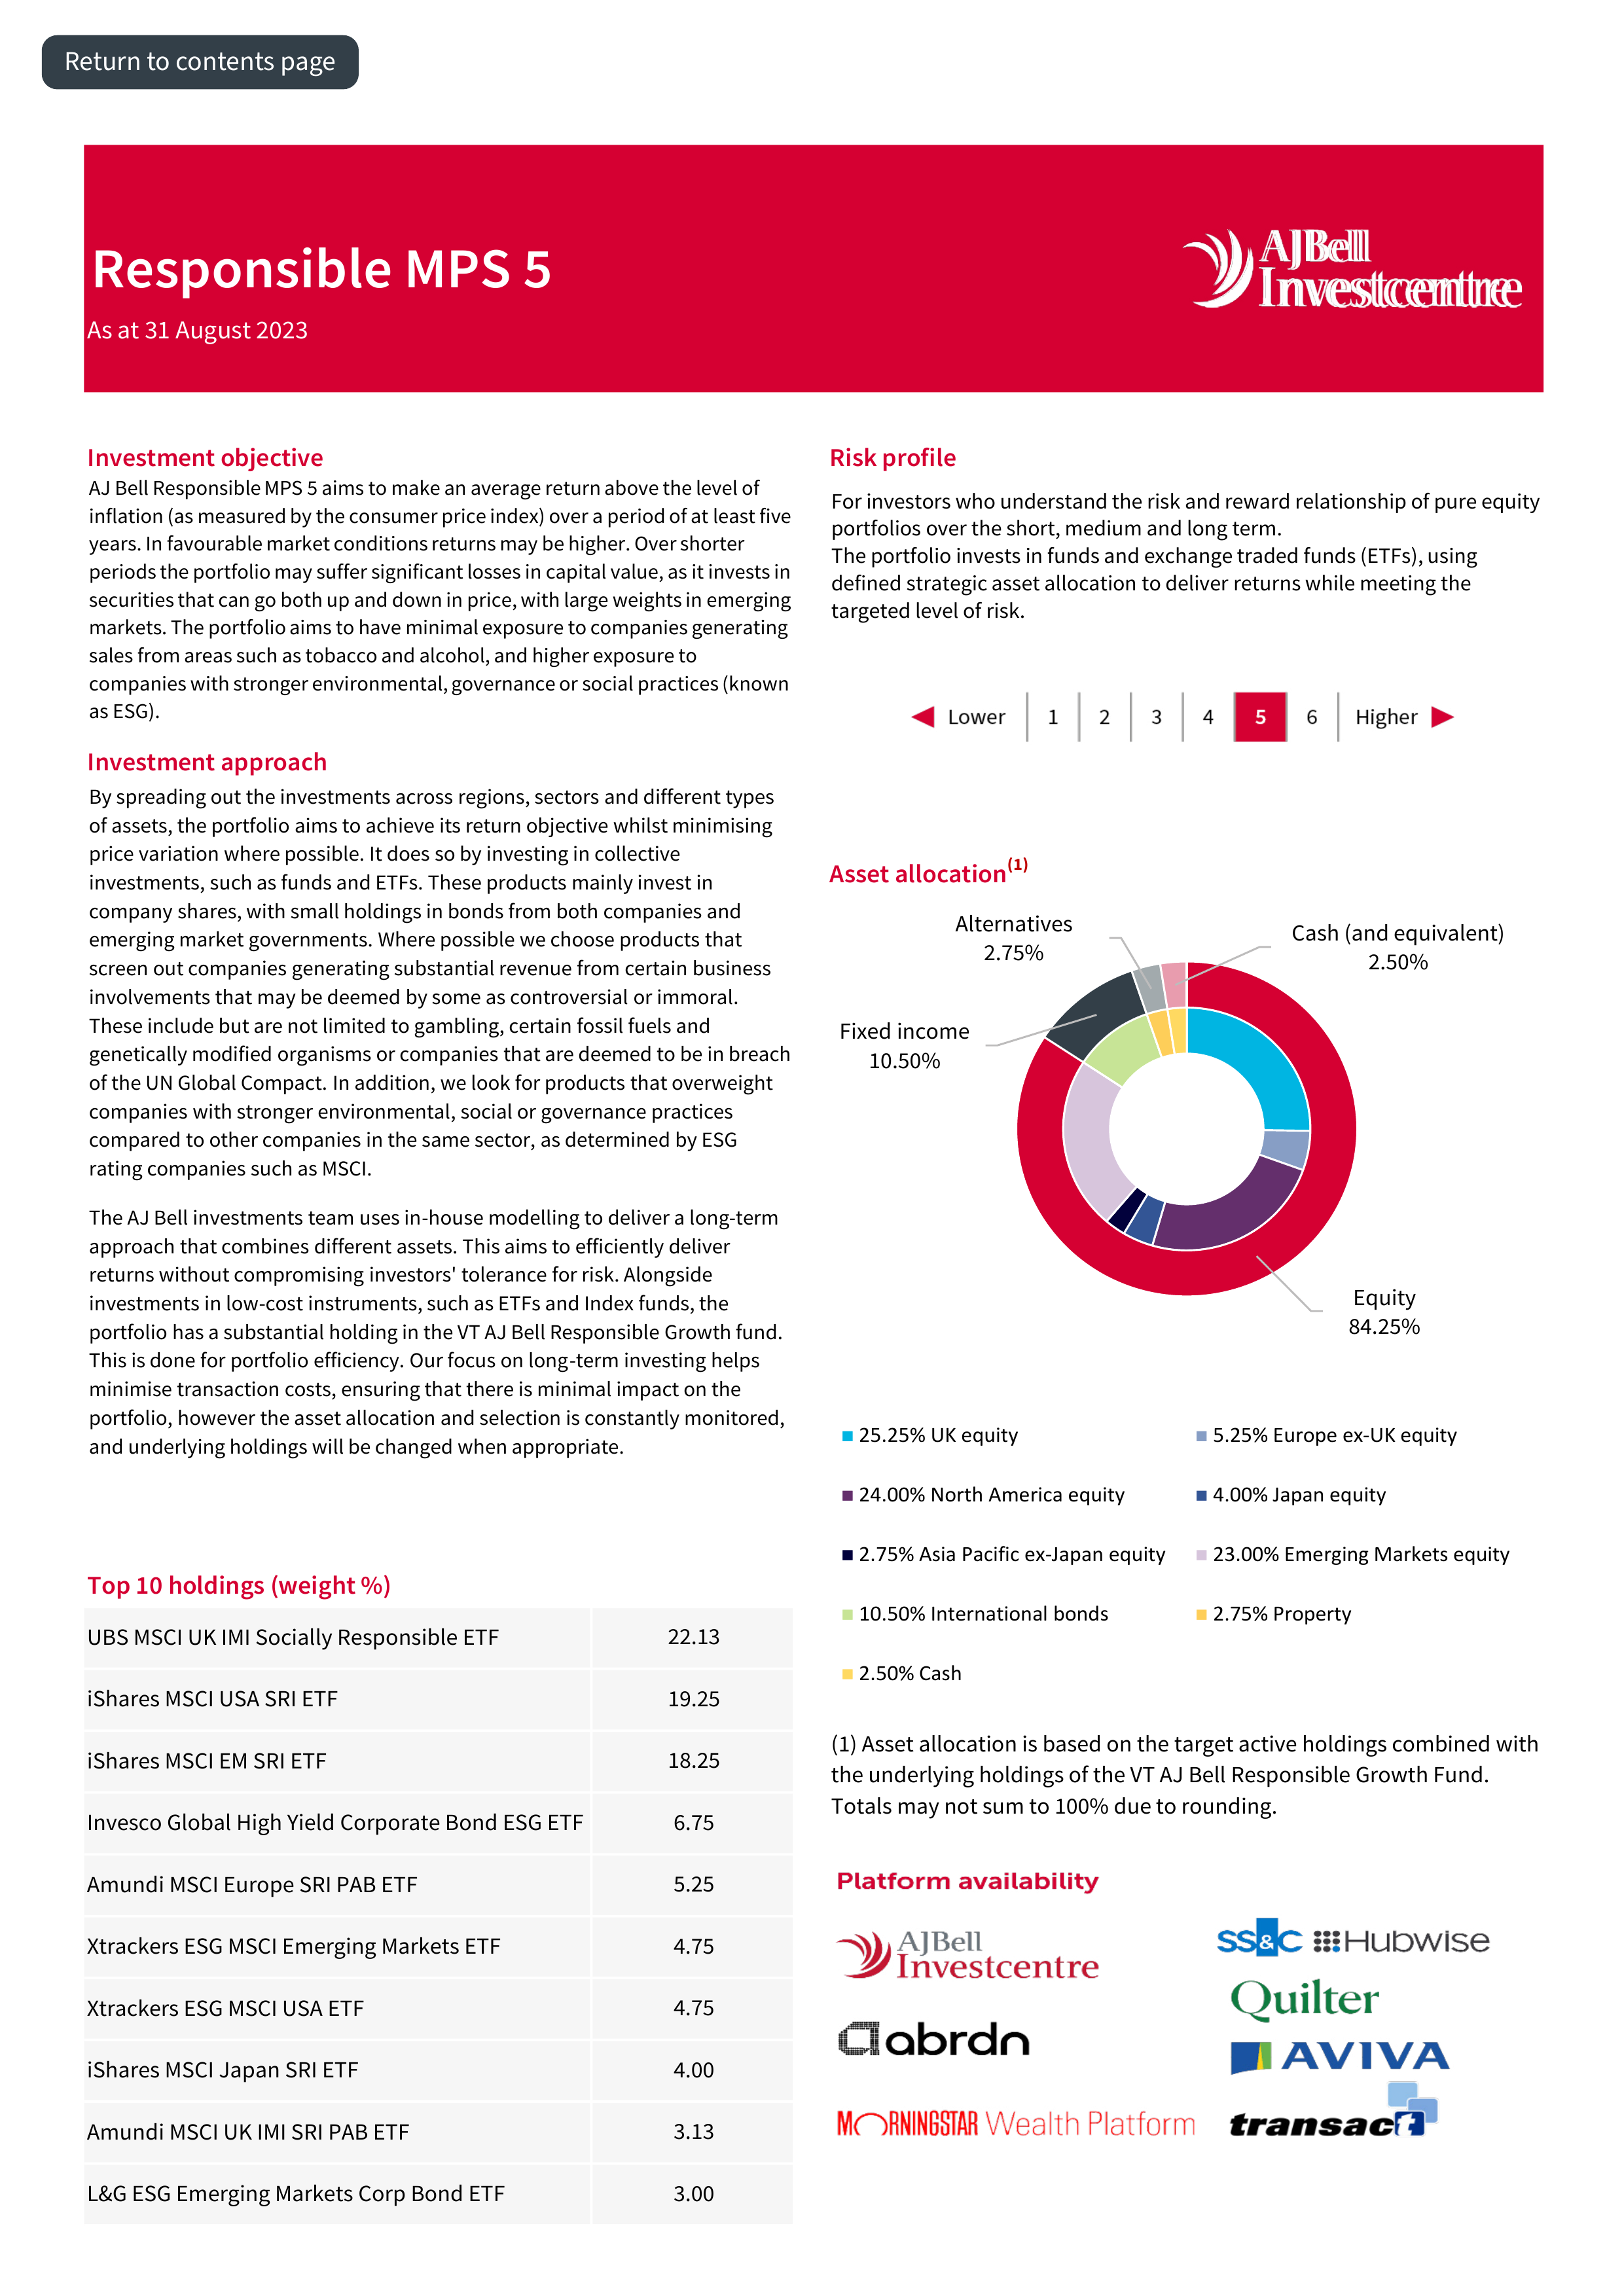 Return to contents page
Responsible MPS 5
As at 31 August 2023
AJBell
Investcentre
Investment objective
AJ Bell Responsible MPS 5 aims to make an average return above the level of
inflation (as measured by the consumer price index) over a period of at least five
years. In favourable market conditions returns may be higher. Over shorter
periods the portfolio may suffer significant losses in capital value, as it invests in
securities that can go both up and down in price, with large weights in emerging
markets. The portfolio aims to have minimal exposure to companies generating
sales from areas such as tobacco and alcohol, and higher exposure to
companies with stronger environmental, governance or social practices (known
as ESG).
Investment approach
By spreading out the investments across regions, sectors and different types
of assets, the portfolio aims to achieve its return objective whilst minimising
price variation where possible. It does so by investing in collective
investments, such as funds and ETFs. These products mainly invest in
company shares, with small holdings in bonds from both companies and
emerging market governments. Where possible we choose products that
screen out companies generating substantial revenue from certain business
involvements that may be deemed by some as controversial or immoral.
These include but are not limited to gambling, certain fossil fuels and
genetically modified organisms or companies that are deemed to be in breach
of the UN Global Compact. In addition, we look for products that overweight
companies with stronger environmental, social or governance practices
compared to other companies in the same sector, as determined by ESG
rating companies such as MSCI.
The AJ Bell investments team uses in-house modelling to deliver a long-term
approach that combines different assets. This aims to efficiently deliver
returns without compromising investors' tolerance for risk. Alongside
investments in low-cost instruments, such as ETFs and Index funds, the
portfolio has a substantial holding in the VT AJ Bell Responsible Growth fund.
This is done for portfolio efficiency. Our focus on long-term investing helps
minimise transaction costs, ensuring that there is minimal impact on the
portfolio, however the asset allocation and selection is constantly monitored,
and underlying holdings will be changed when appropriate.
Top 10 holdings (weight %)
UBS MSCI UK IMI Socially Responsible ETF 22.13
iShares MSCI USA SRI ETF 19.25
iShares MSCI EM SRI ETF 18.25
Invesco Global High Yield Corporate Bond ESG ETF 6.75
Amundi MSCI Europe SRI PAB ETF 5.25
Xtrackers ESG MSCI Emerging Markets ETF 4.75
Xtrackers ESG MSCI USA ETF 4.75
iShares MSCI Japan SRI ETF 4.00
Amundi MSCI UK IMI SRI PAB ETF 3.13
L&G ESG Emerging Markets Corp Bond ETF 3.00
Risk profile
For investors who understand the risk and reward relationship of pure equity
portfolios over the short, medium and long term.
The portfolio invests in funds and exchange traded funds (ETFs), using
defined strategic asset allocation to deliver returns while meeting the
targeted level of risk.
Lower 1 2 3 4 5 6 Higher
Asset allocation(1)
Alternatives
2.75%
Cash (and equivalent)
2.50%
Fixed income
10.50%
Equity
84.25%
25.25% UK equity
5.25% Europe ex-UK equity
24.00% North America equity
4.00% Japan equity
2.75% Asia Pacific ex-Japan equity
23.00% Emerging Markets equity
10.50% International bonds
2.75% Property
2.50% Cash
(1) Asset allocation is based on the target active holdings combined with
the underlying holdings of the VT AJ Bell Responsible Growth Fund.
Totals may not sum to 100% due to rounding.
Platform availability
AJBell
Investcentre
SS&C Hubwise
Quilter
abrdn
AVIVA
MORNINGSTAR Wealth Platform
transact